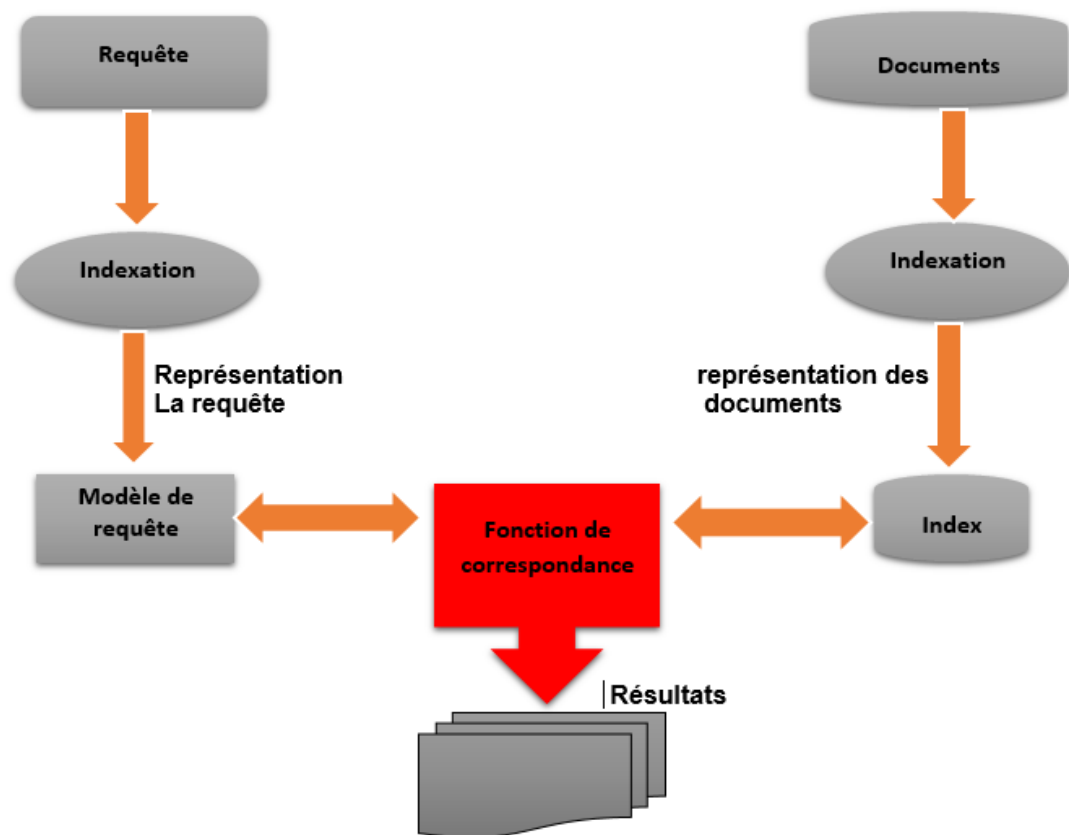 Requête
Documents
Indexation
Indexation
Représentation
La requête
représentation des
documents
Modèle de
requête
Fonction de
correspondance
Index
Résultats